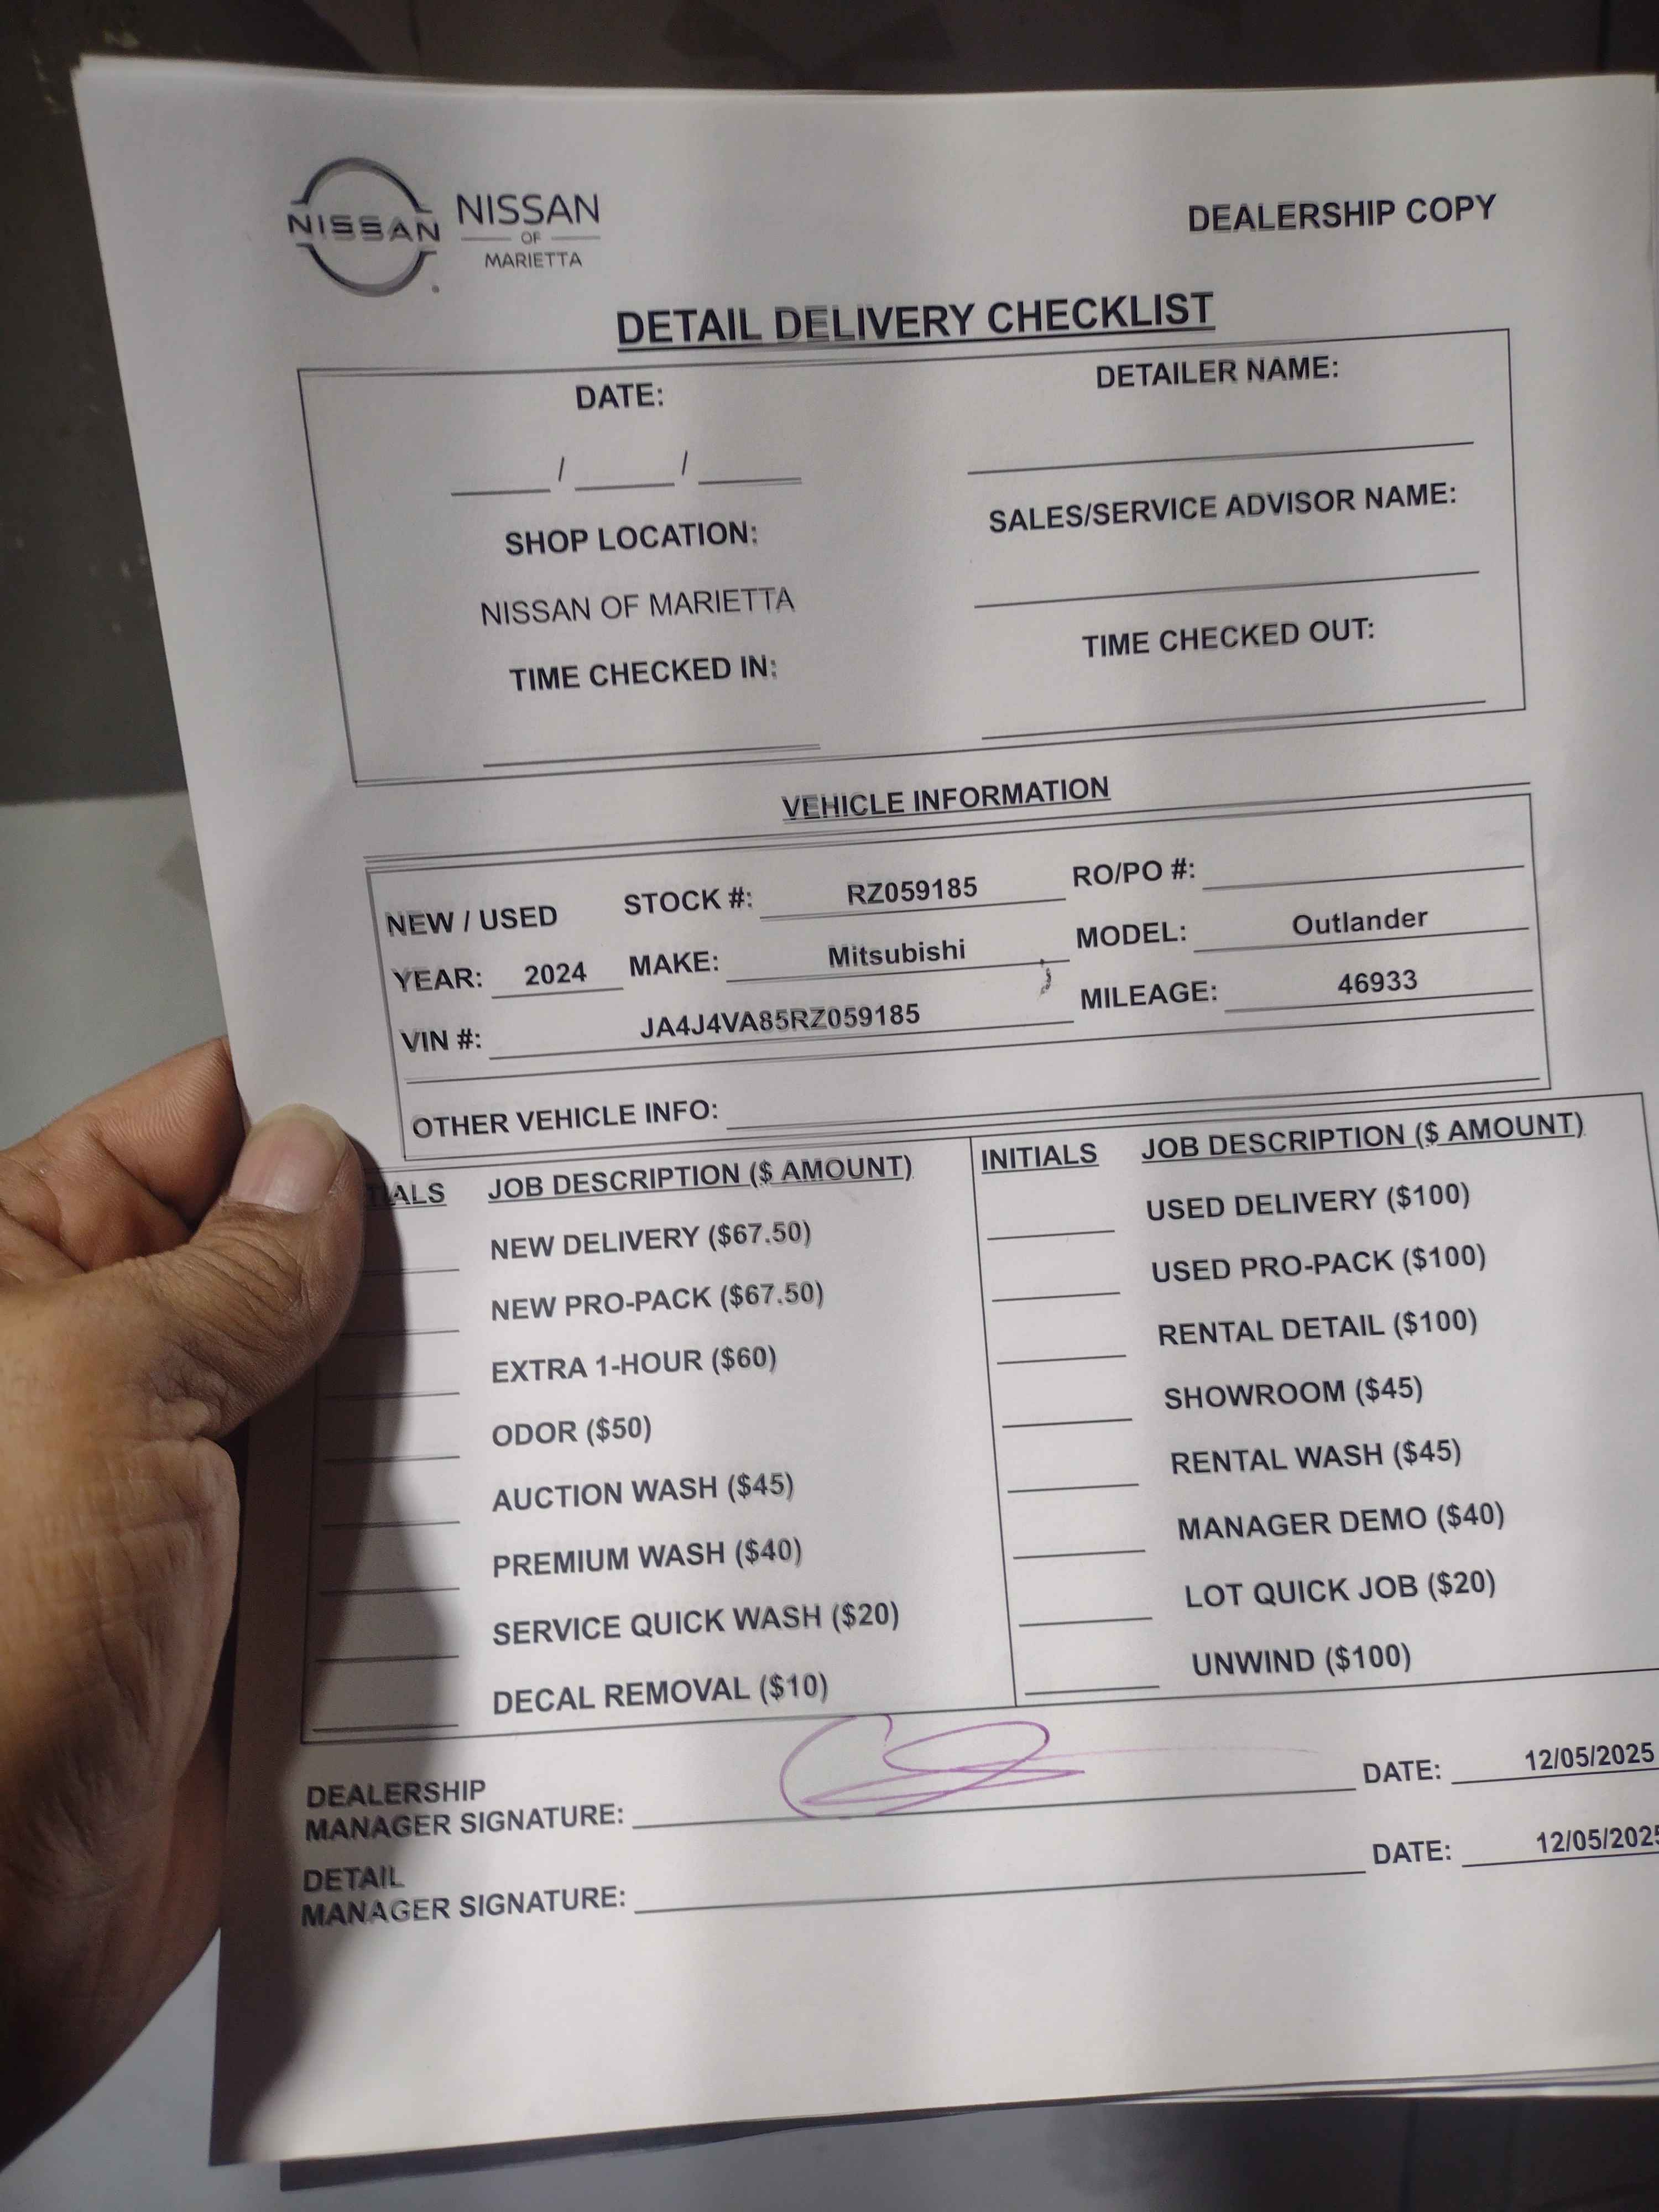 NISSAN
NISSAN
OF
MARIETTA
DEALERSHIP COPY
DETAIL DELIVERY CHECKLIST
DATE:
DETAILER NAME:
/ /
SALES/SERVICE ADVISOR NAME:
SHOP LOCATION:
NISSAN OF MARIETTA
TIME CHECKED OUT:
TIME CHECKED IN:
VEHICLE INFORMATION
NEW / USED STOCK #: RZ059185 RO/PO #:
YEAR: 2024 MAKE: Mitsubishi MODEL: Outlander
VIN #: JA4J4VA85RZ059185 MILEAGE: 46933
OTHER VEHICLE INFO:
TIALS JOB DESCRIPTION ($ AMOUNT) INITIALS JOB DESCRIPTION ($ AMOUNT)
NEW DELIVERY ($67.50) USED DELIVERY ($100)
NEW PRO-PACK ($67.50) USED PRO-PACK ($100)
EXTRA 1-HOUR ($60) RENTAL DETAIL ($100)
ODOR ($50) SHOWROOM ($45)
AUCTION WASH ($45) RENTAL WASH ($45)
PREMIUM WASH ($40) MANAGER DEMO ($40)
SERVICE QUICK WASH ($20) LOT QUICK JOB ($20)
DECAL REMOVAL ($10) UNWIND ($100)
DEALERSHIP
MANAGER SIGNATURE: DATE: 12/05/2025
DETAIL
MANAGER SIGNATURE: DATE: 12/05/2025